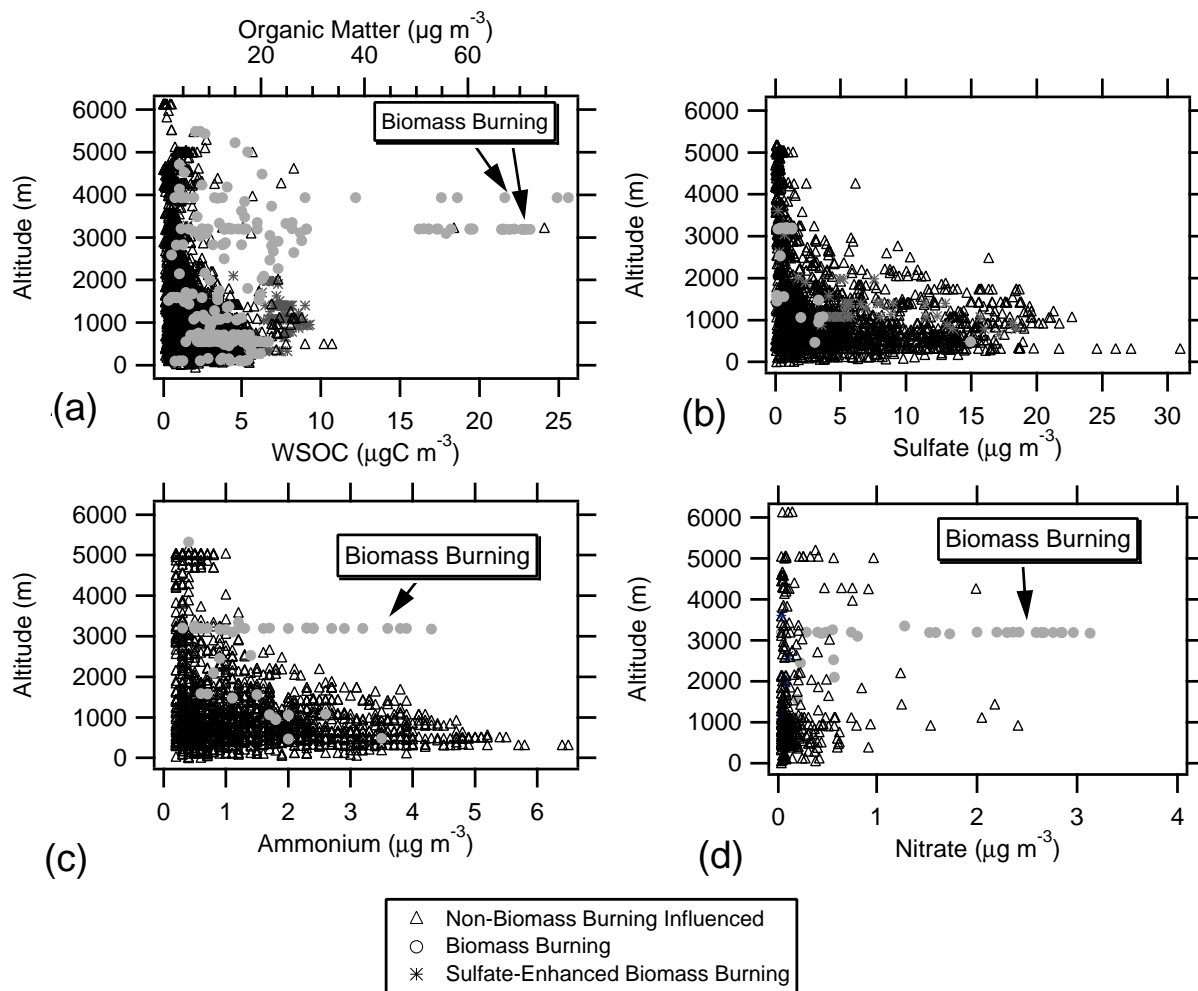 Organic Matter (µg m-3)
20 40 60
Biomass Burning
6000
5000
4000
3000
2000
1000
0
Altitude (m)
0 5 10 15 20 25
WSOC (µgC m-3)
(a)
6000
5000
4000
3000
2000
1000
0
Altitude (m)
0 5 10 15 20 25 30
Sulfate (µg m-3)
(b)
Biomass Burning
6000
5000
4000
3000
2000
1000
0
Altitude (m)
0 1 2 3 4 5 6
Ammonium (µg m-3)
(c)
Biomass Burning
6000
5000
4000
3000
2000
1000
0
Altitude (m)
0 1 2 3 4
Nitrate (µg m-3)
(d)
Non-Biomass Burning Influenced
Biomass Burning
Sulfate-Enhanced Biomass Burning